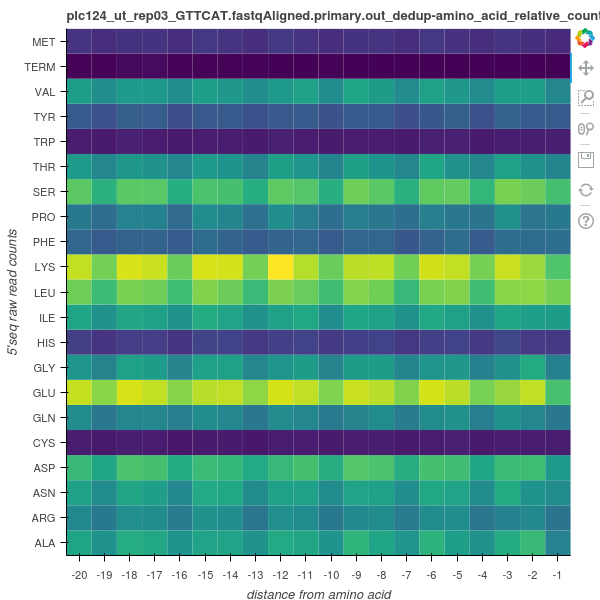 plc124_ut_rep03_GTTCAT.fastqAligned.primary.out_dedup-amino_acid_relative_count
MET
TERM
VAL
TYR
TRP
THR
SER
PRO
PHE
LYS
LEU
ILE
HIS
GLY
GLU
GLN
CYS
ASP
ASN
ARG
ALA
5'seq raw read counts
-20 -19 -18 -17 -16 -15 -14 -13 -12 -11 -10 -9 -8 -7 -6 -5 -4 -3 -2 -1
distance from amino acid